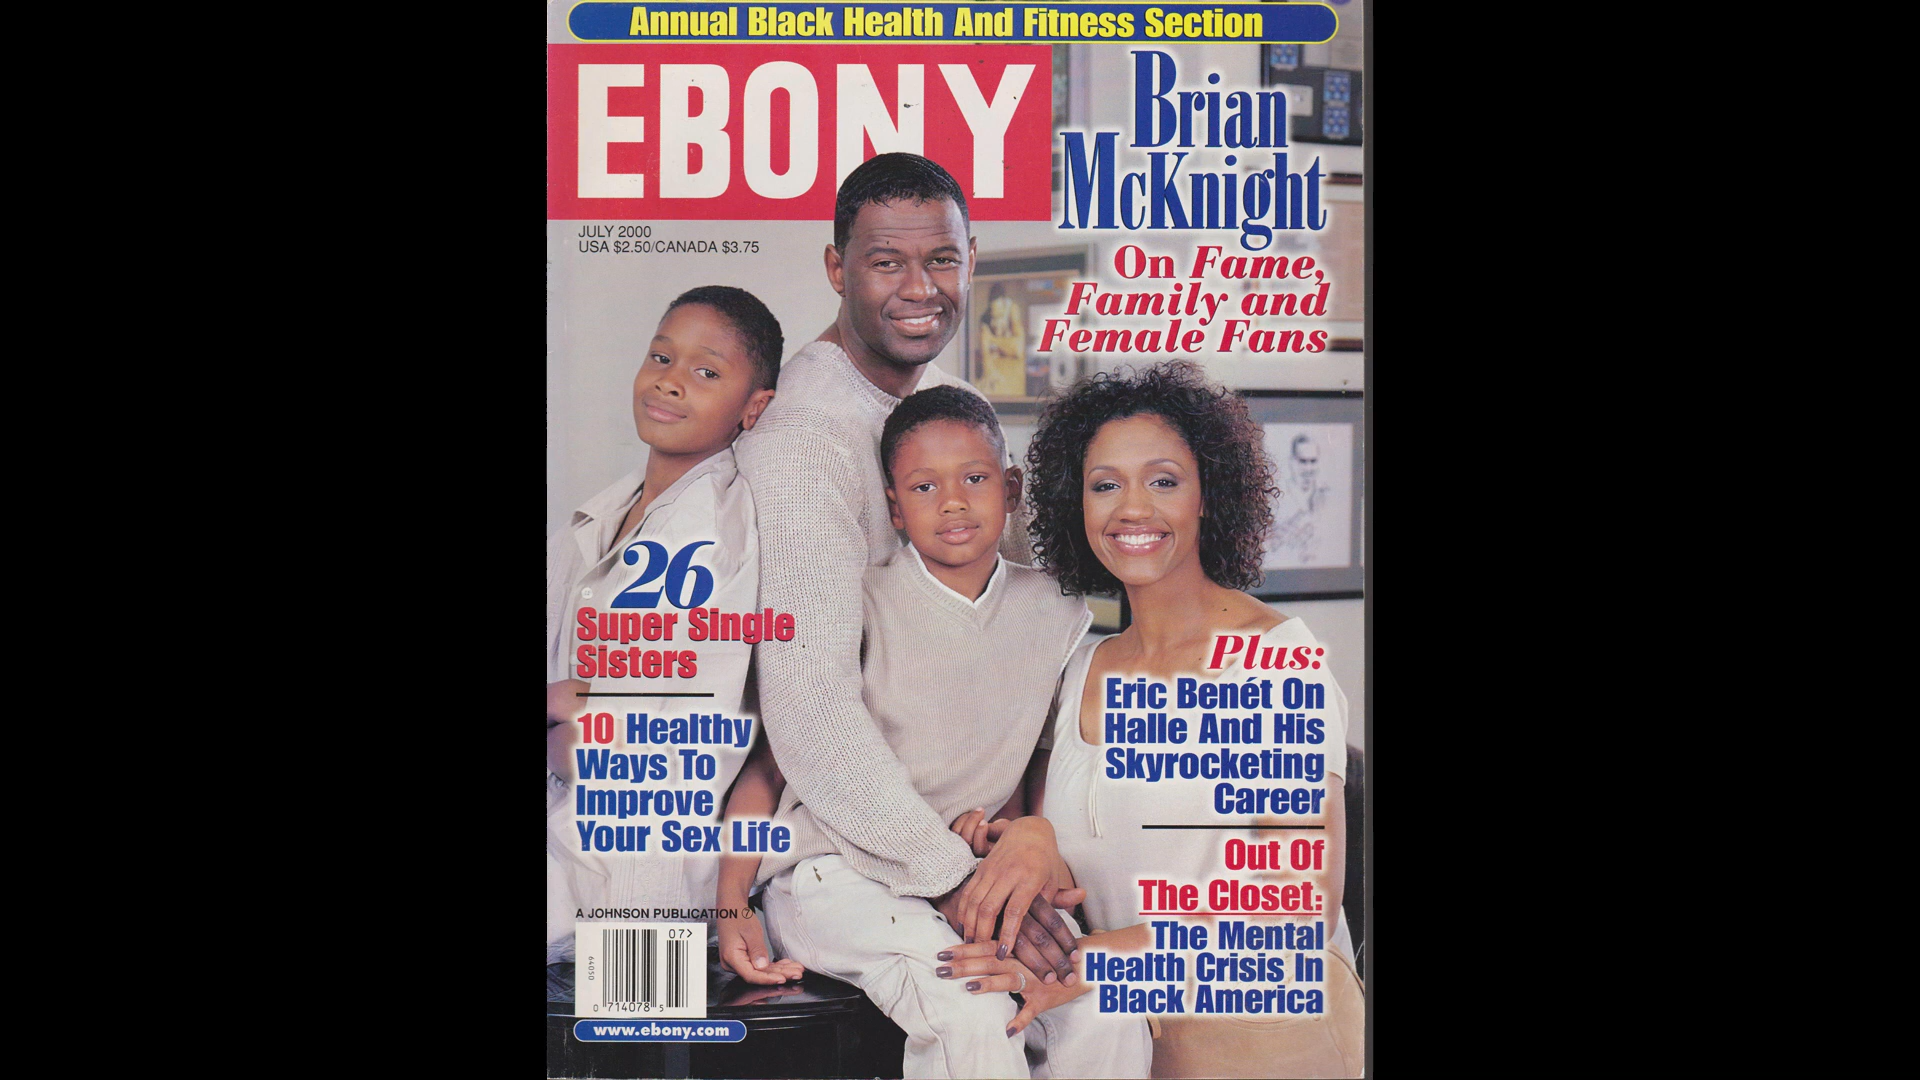 Annual Black Health And Fitness Section
EBONY
JULY 2000
USA $2.50/CANADA $3.75
Brian
McKnight
On Fame,
Family and
Female Fans
26
Super Single
Sisters
10 Healthy
Ways To
Improve
Your Sex Life
Plus:
Eric Benét On
Halle And His
Skyrocketing
Career
Out Of
The Closet:
The Mental
Health Crisis In
Black America
A JOHNSON PUBLICATION ⑦
07>
64050
0 714078 5
www.ebony.com